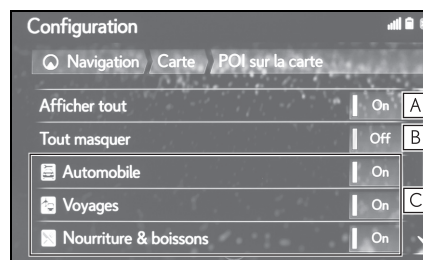 Configuration
Navigation Carte POI sur la carte
Afficher tout On A
Tout masquer Off B
Automobile On
Voyages On C
Nourriture & boissons On